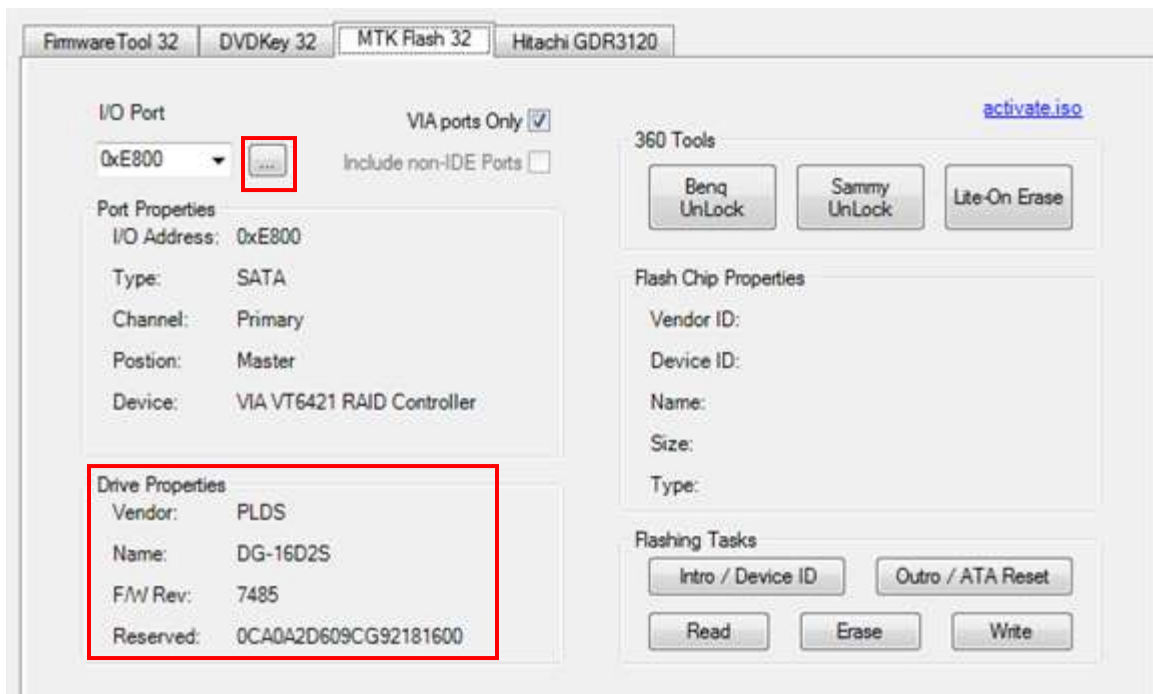 FirmwareTool 32 DVDKey 32 MTK Flash 32 Hitachi GDR3120
I/O Port
VIA ports Only
activate.iso
0xE800 ...
Include non-IDE Ports
Port Properties
I/O Address: 0xE800
Type: SATA
Channel: Primary
Postion: Master
Device: VIA VT6421 RAID Controller
Drive Properties
Vendor: PLDS
Name: DG-16D2S
F/W Rev: 7485
Reserved: 0CA0A2D609CG92181600
360 Tools
Benq
UnLock
Sammy
UnLock
Lite-On Erase
Flash Chip Properties
Vendor ID:
Device ID:
Name:
Size:
Type:
Flashing Tasks
Intro / Device ID Outro / ATA Reset
Read Erase Write